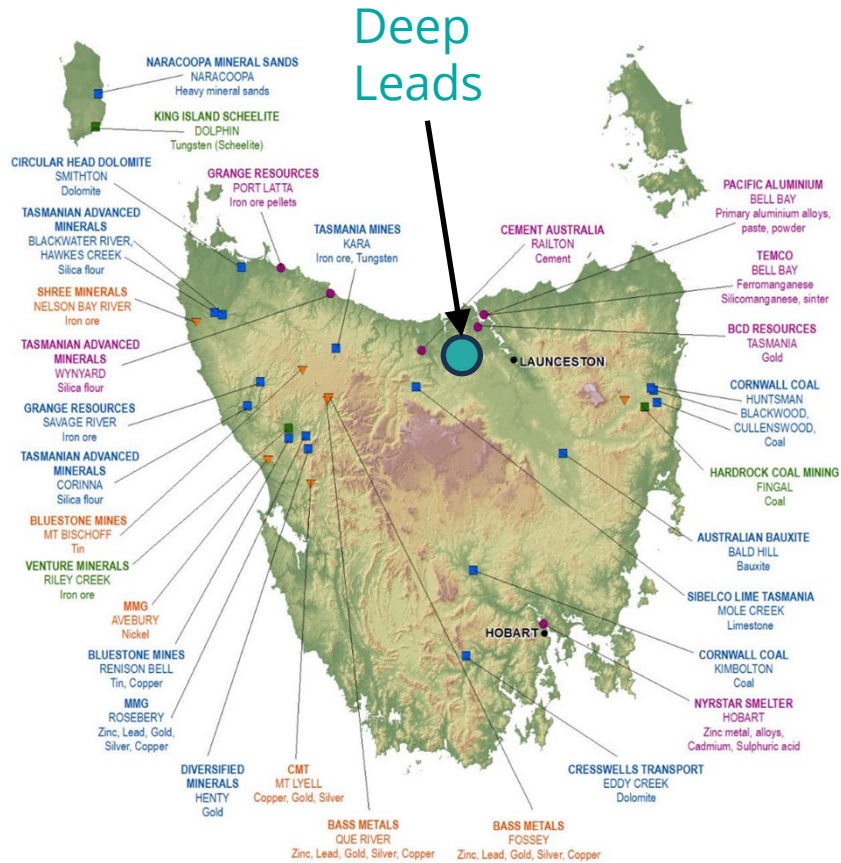 Deep
Leads
NARACOOPA MINERAL SANDS
NARACOOPA
Heavy mineral sands
KING ISLAND SCHEELITE
DOLPHIN
Tungsten (Scheelite)
CIRCULAR HEAD DOLOMITE
SMITHTON
Dolomite
GRANGE RESOURCES
PORT LATTA
Iron ore pellets
TASMANIAN ADVANCED
MINERALS
BLACKWATER RIVER,
HAWKES CREEK
Silica flour
TASMANIA MINES
KARA
Iron ore, Tungsten
SHREE MINERALS
NELSON BAY RIVER
Iron ore
TASMANIAN ADVANCED
MINERALS
WYNYARD
Silica flour
GRANGE RESOURCES
SAVAGE RIVER
Iron ore
TASMANIAN ADVANCED
MINERALS
CORINNA
Silica flour
BLUESTONE MINES
MT BISCHOFF
Tin
VENTURE MINERALS
RILEY CREEK
Iron ore
MMG
AVEBURY
Nickel
BLUESTONE MINES
RENISON BELL
Tin, Copper
MMG
ROSEBERY
Zinc, Lead, Gold,
Silver, Copper
DIVERSIFIED
MINERALS
HENTY
Gold
CMT
MT LYELL
Copper, Gold, Silver
BASS METALS
QUE RIVER
Zinc, Lead, Gold, Silver, Copper
BASS METALS
FOSSEY
Zinc, Lead, Gold, Silver, Copper
CEMENT AUSTRALIA
RAILTON
Cement
PACIFIC ALUMINIUM
BELL BAY
Primary aluminium alloys,
paste, powder
TEMCO
BELL BAY
Ferromanganese
Silicomanganese, sinter
BCD RESOURCES
TASMANIA
Gold
LAUNCESTON
CORNWALL COAL
HUNTSMAN
BLACKWOOD,
CULLENSWOOD,
Coal
HARDROCK COAL MINING
FINGAL
Coal
AUSTRALIAN BAUXITE
BALD HILL
Bauxite
SIBELCO LIME TASMANIA
MOLE CREEK
Limestone
HOBART
CORNWALL COAL
KIMBOLTON
Coal
NYRSTAR SMELTER
HOBART
Zinc metal, alloys,
Cadmium, Sulphuric acid
CRESSWELLS TRANSPORT
EDDY CREEK
Dolomite